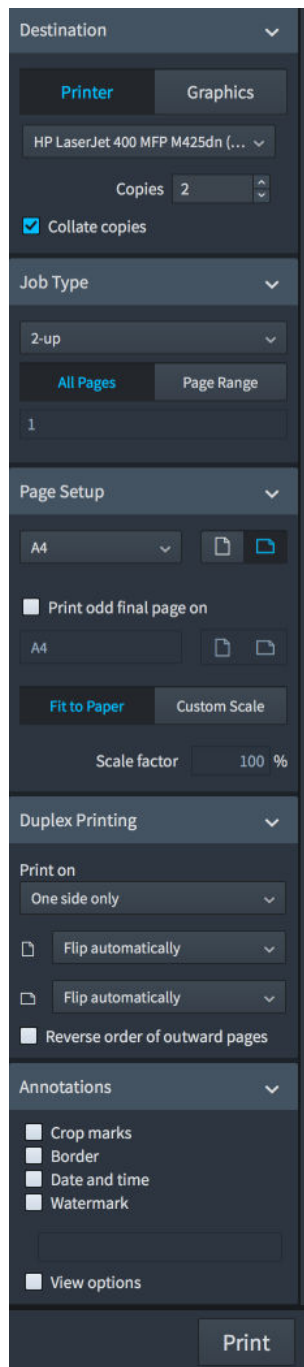 Destination
Printer Graphics
HP LaserJet 400 MFP M425dn (...
Copies 2
Collate copies
Job Type
2-up
All Pages Page Range
1
Page Setup
A4
Print odd final page on
A4
Fit to Paper Custom Scale
Scale factor 100 %
Duplex Printing
Print on
One side only
Flip automatically
Flip automatically
Reverse order of outward pages
Annotations
Crop marks
Border
Date and time
Watermark
View options
Print